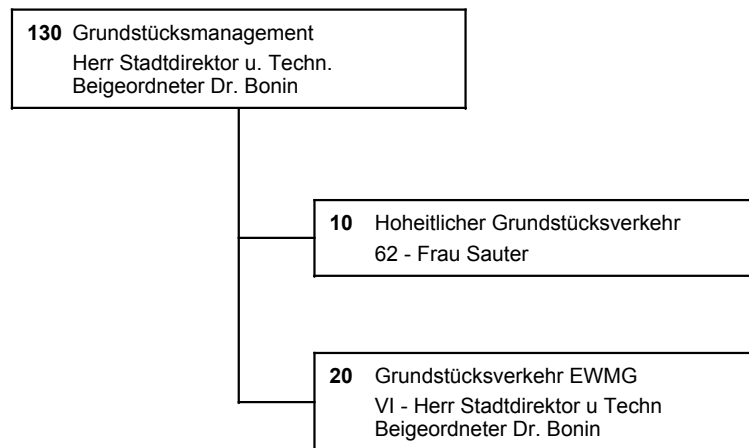 130 Grundstücksmanagement
Herr Stadtdirektor u. Techn.
Beigeordneter Dr. Bonin
10 Hoheitlicher Grundstücksverkehr
62 - Frau Sauter
20 Grundstücksverkehr EWMG
VI - Herr Stadtdirektor u Techn
Beigeordneter Dr. Bonin